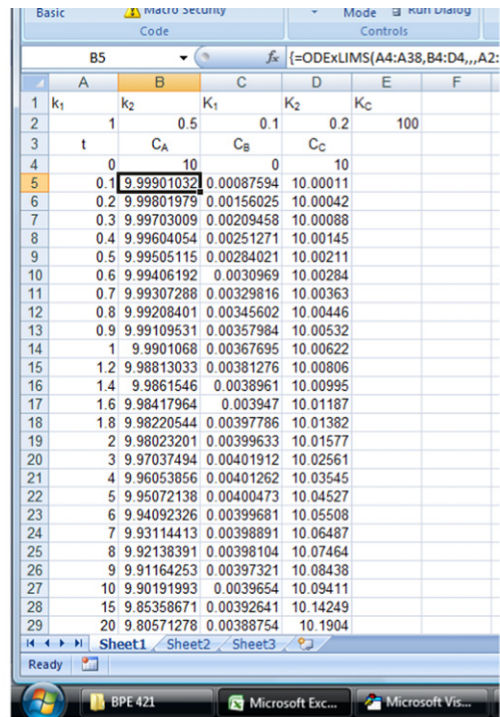 Basic Macro Security Mode Run Dialog
Code Controls
B5 fx {=ODExLIMS(A4:A38,B4:D4,,,A2:
A B C D E F
1 k₁ k₂ K₁ K₂ K_C
2 1 0.5 0.1 0.2 100
3 t C_A C_B C_C
4 0 10 0 10
5 0.1 9.99901032 0.00087594 10.00011
6 0.2 9.99801979 0.00156025 10.00042
7 0.3 9.99703009 0.00209458 10.00088
8 0.4 9.99604054 0.00251271 10.00145
9 0.5 9.99505115 0.00284021 10.00211
10 0.6 9.99406192 0.0030969 10.00284
11 0.7 9.99307288 0.00329816 10.00363
12 0.8 9.99208401 0.00345602 10.00446
13 0.9 9.99109531 0.00357984 10.00532
14 1 9.9901068 0.00367695 10.00622
15 1.2 9.98813033 0.00381276 10.00806
16 1.4 9.9861546 0.0038961 10.00995
17 1.6 9.98417964 0.003947 10.01187
18 1.8 9.98220544 0.00397786 10.01382
19 2 9.98023201 0.00399633 10.01577
20 3 9.97037494 0.00401912 10.02561
21 4 9.96053856 0.00401262 10.03545
22 5 9.95072138 0.00400473 10.04527
23 6 9.94092326 0.00399681 10.05508
24 7 9.93114413 0.00398891 10.06487
25 8 9.92138391 0.00398104 10.07464
26 9 9.91164253 0.00397321 10.08438
27 10 9.90191993 0.0039654 10.09411
28 15 9.85358671 0.00392641 10.14249
29 20 9.80571278 0.00388754 10.1904
Sheet1 Sheet2 Sheet3
Ready
BPE 421 Microsoft Exc... Microsoft Vis...